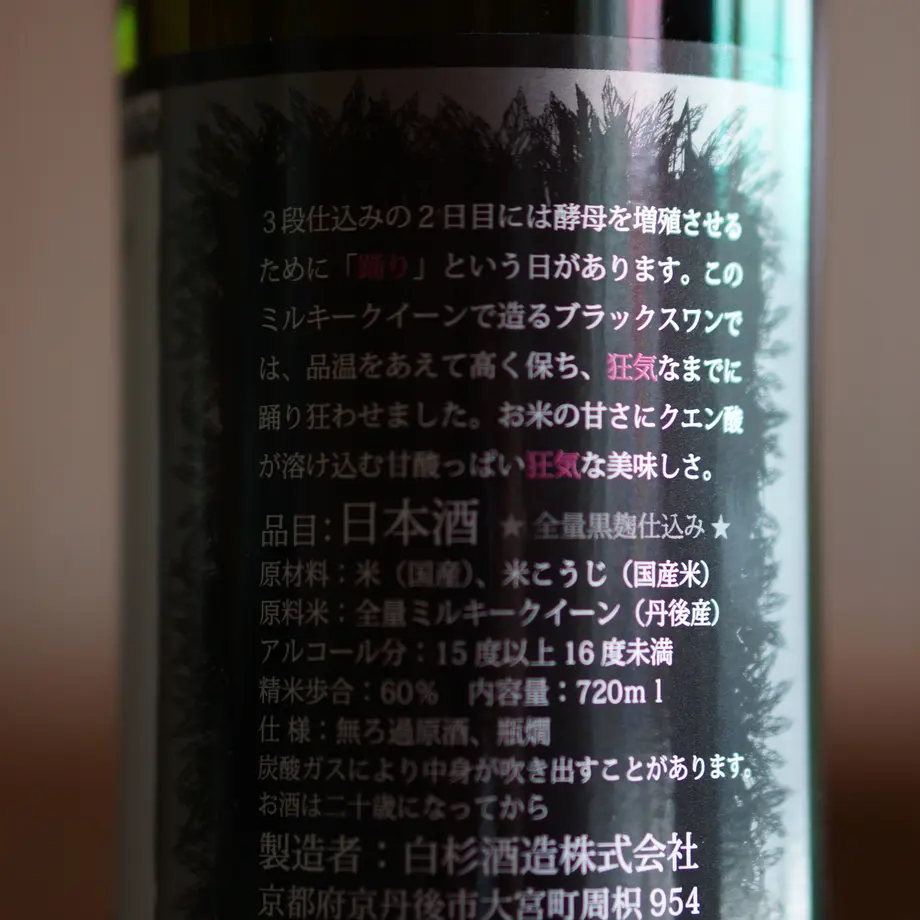 3段仕込みの2日目には酵母を増殖させる
ために「踊り」という日があります。この
ミルキークイーンで造るブラックスワンで
は、品温をあえて高く保ち、狂気なまでに
踊り狂わせました。お米の甘さにクエン酸
が溶け込む甘酸っぱい狂気な美味しさ。
品目:日本酒 ★ 全量黒麹仕込み ★
原材料:米(国産)、米こうじ(国産米)
原料米:全量ミルキークイーン(丹後産)
アルコール分:15度以上16度未満
精米歩合:60% 内容量:720ml
仕 様:無ろ過原酒、瓶燗
炭酸ガスにより中身が吹き出すことがあります。
お酒は二十歳になってから
製造者:白杉酒造株式会社
京都府京丹後市大宮町周枳954